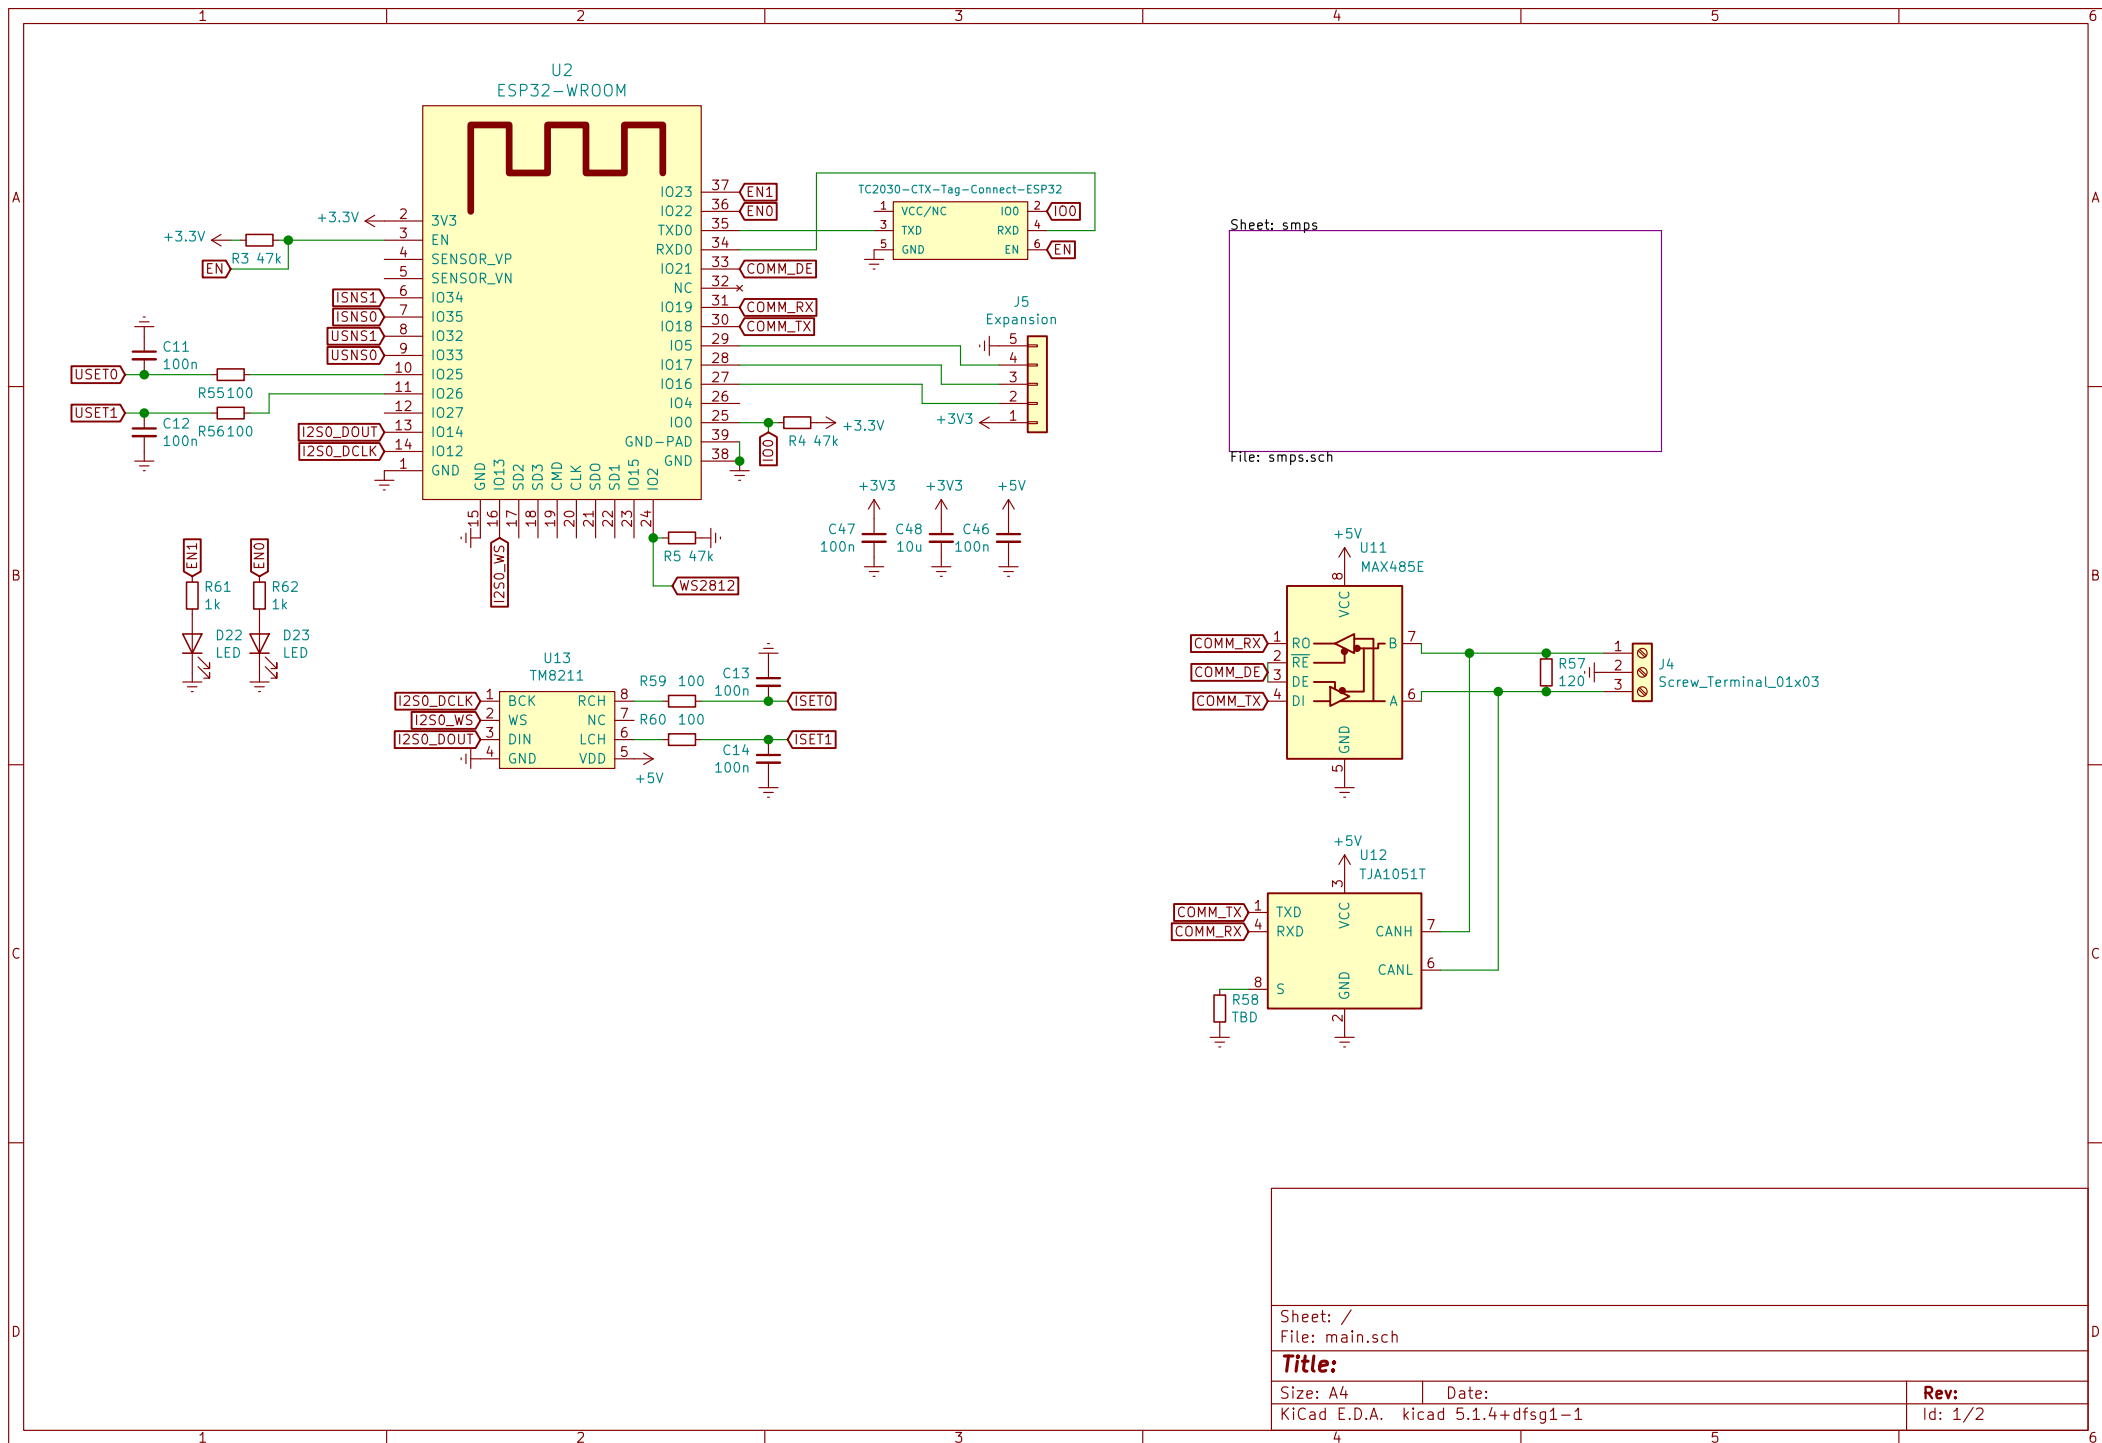 1 2 3 4 5 6
A
B
C
D
A
B
C
D
1 2 3 4 5 6
U2
ESP32-WROOM
+3.3V
2 3V3
+3.3V
3 EN
R3 47k
EN
4 SENSOR_VP
5 SENSOR_VN
ISNS1 6 IO34
ISNS0 7 IO35
USNS1 8 IO32
USNS0 9 IO33
10 IO25
11 IO26
12 IO27
I2S0_DOUT 13 IO14
I2S0_DCLK 14 IO12
1 GND
C11
100n
USET0
R55 100
USET1
C12
100n
R56 100
IO23 37 EN1
IO22 36 EN0
TXD0 35
RXD0 34
IO21 33 COMM_DE
NC 32
IO19 31 COMM_RX
IO18 30 COMM_TX
IO5 29
IO17 28
IO16 27
IO4 26
IO0 25
GND-PAD 39
GND 38
IO0
R4 47k
+3.3V
GND 15
IO13 16
SD2 17
SD3 18
CMD 19
CLK 20
SDO 21
SD1 22
IO15 23
IO2 24
I2S0_WS
R5 47k
WS2812
TC2030-CTX-Tag-Connect-ESP32
1 VCC/NC IO0 2 IO0
3 TXD RXD 4
5 GND EN 6 EN
J5
Expansion
5
4
3
2
+3V3 1
+3V3 +3V3 +5V
C47
100n
C48
10u
C46
100n
EN1
R61
1k
D22
LED
EN0
R62
1k
D23
LED
U13
TM8211
I2S0_DCLK 1 BCK RCH 8
I2S0_WS 2 WS NC 7
I2S0_DOUT 3 DIN LCH 6
4 GND VDD 5
+5V
R59 100
R60 100
C13
100n
ISET0
ISET1
C14
100n
Sheet: smps
File: smps.sch
+5V
U11
MAX485E
8
VCC
COMM_RX 1 RO B 7
2 RE
COMM_DE
3 DE
COMM_TX 4 DI A 6
GND
5
R57
120
1
2
3
J4
Screw_Terminal_01x03
+5V
U12
TJA1051T
3
VCC
COMM_TX 1 TXD
COMM_RX 4 RXD CANH 7
CANL 6
8 S
GND
2
R58
TBD
Sheet: /
File: main.sch
Title:
Size: A4 Date: Rev:
KiCad E.D.A. kicad 5.1.4+dfsg1-1 Id: 1/2